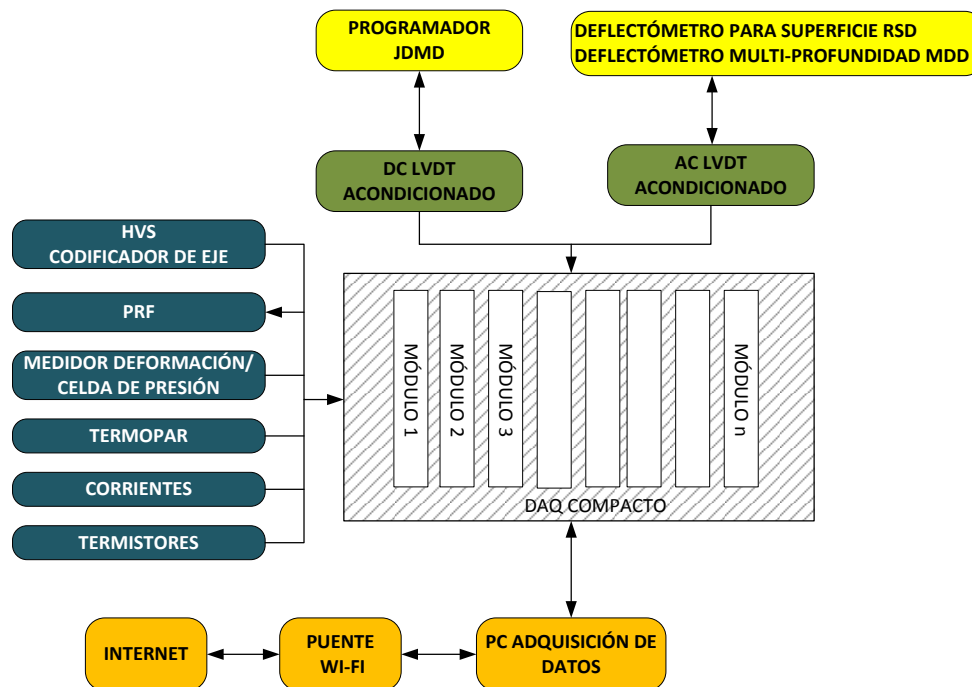 PROGRAMADOR
JDMD
DEFLECTÓMETRO PARA SUPERFICIE RSD
DEFLECTÓMETRO MULTI-PROFUNDIDAD MDD
DC LVDT
ACONDICIONADO
AC LVDT
ACONDICIONADO
HVS
CODIFICADOR DE EJE
PRF
MEDIDOR DEFORMACIÓN/
CELDA DE PRESIÓN
TERMOPAR
CORRIENTES
TERMISTORES
MÓDULO 1
MÓDULO 2
MÓDULO 3
MÓDULO n
DAQ COMPACTO
INTERNET
PUENTE
WI-FI
PC ADQUISICIÓN DE
DATOS